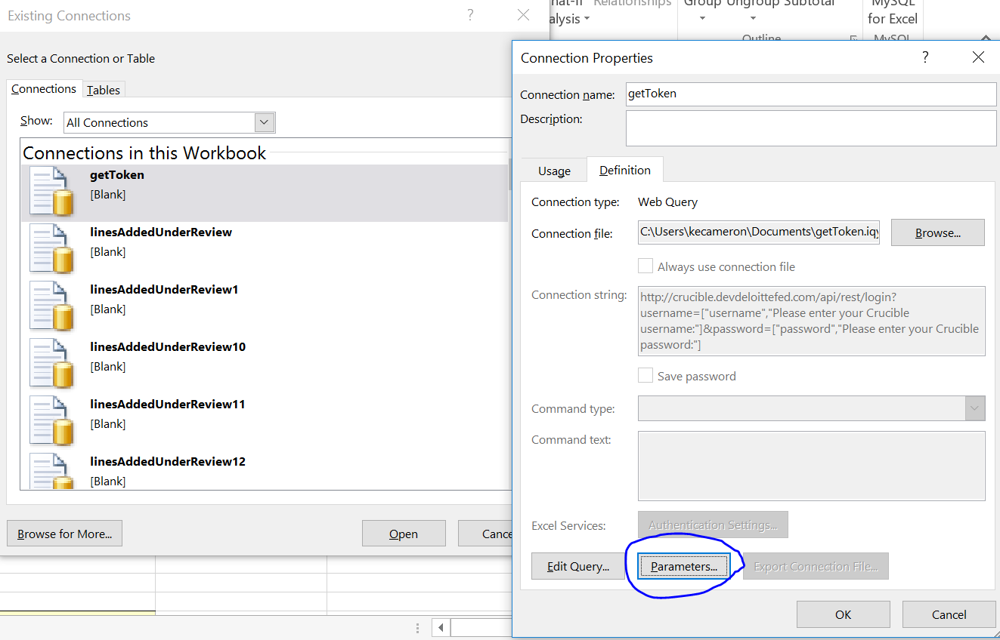 Existing Connections
?
Select a Connection or Table
Connections
Tables
Show:
All Connections
Connections in this Workbook
getToken
[Blank]
linesAddedUnderReview
[Blank]
linesAddedUnderReview1
[Blank]
linesAddedUnderReview10
[Blank]
linesAddedUnderReview11
[Blank]
linesAddedUnderReview12
[Blank]
Browse for More...
Open
Cance
Relationships
Group Ungroup Subtotal
alysis
Outline
MySQL
for Excel
MySQL
Connection Properties
?
Connection name:
getToken
Description:
Usage
Definition
Connection type:
Web Query
Connection file:
C:\Users\kecameron\Documents\getToken.iqy
Browse...
Always use connection file
Connection string:
http://crucible.devdeloittefed.com/api/rest/login?
username=["username","Please enter your Crucible
username:"]&password=["password","Please enter your Crucible
password:"]
Save password
Command type:
Command text:
Excel Services:
Authentication Settings...
Edit Query...
Parameters...
Export Connection File...
OK
Cancel